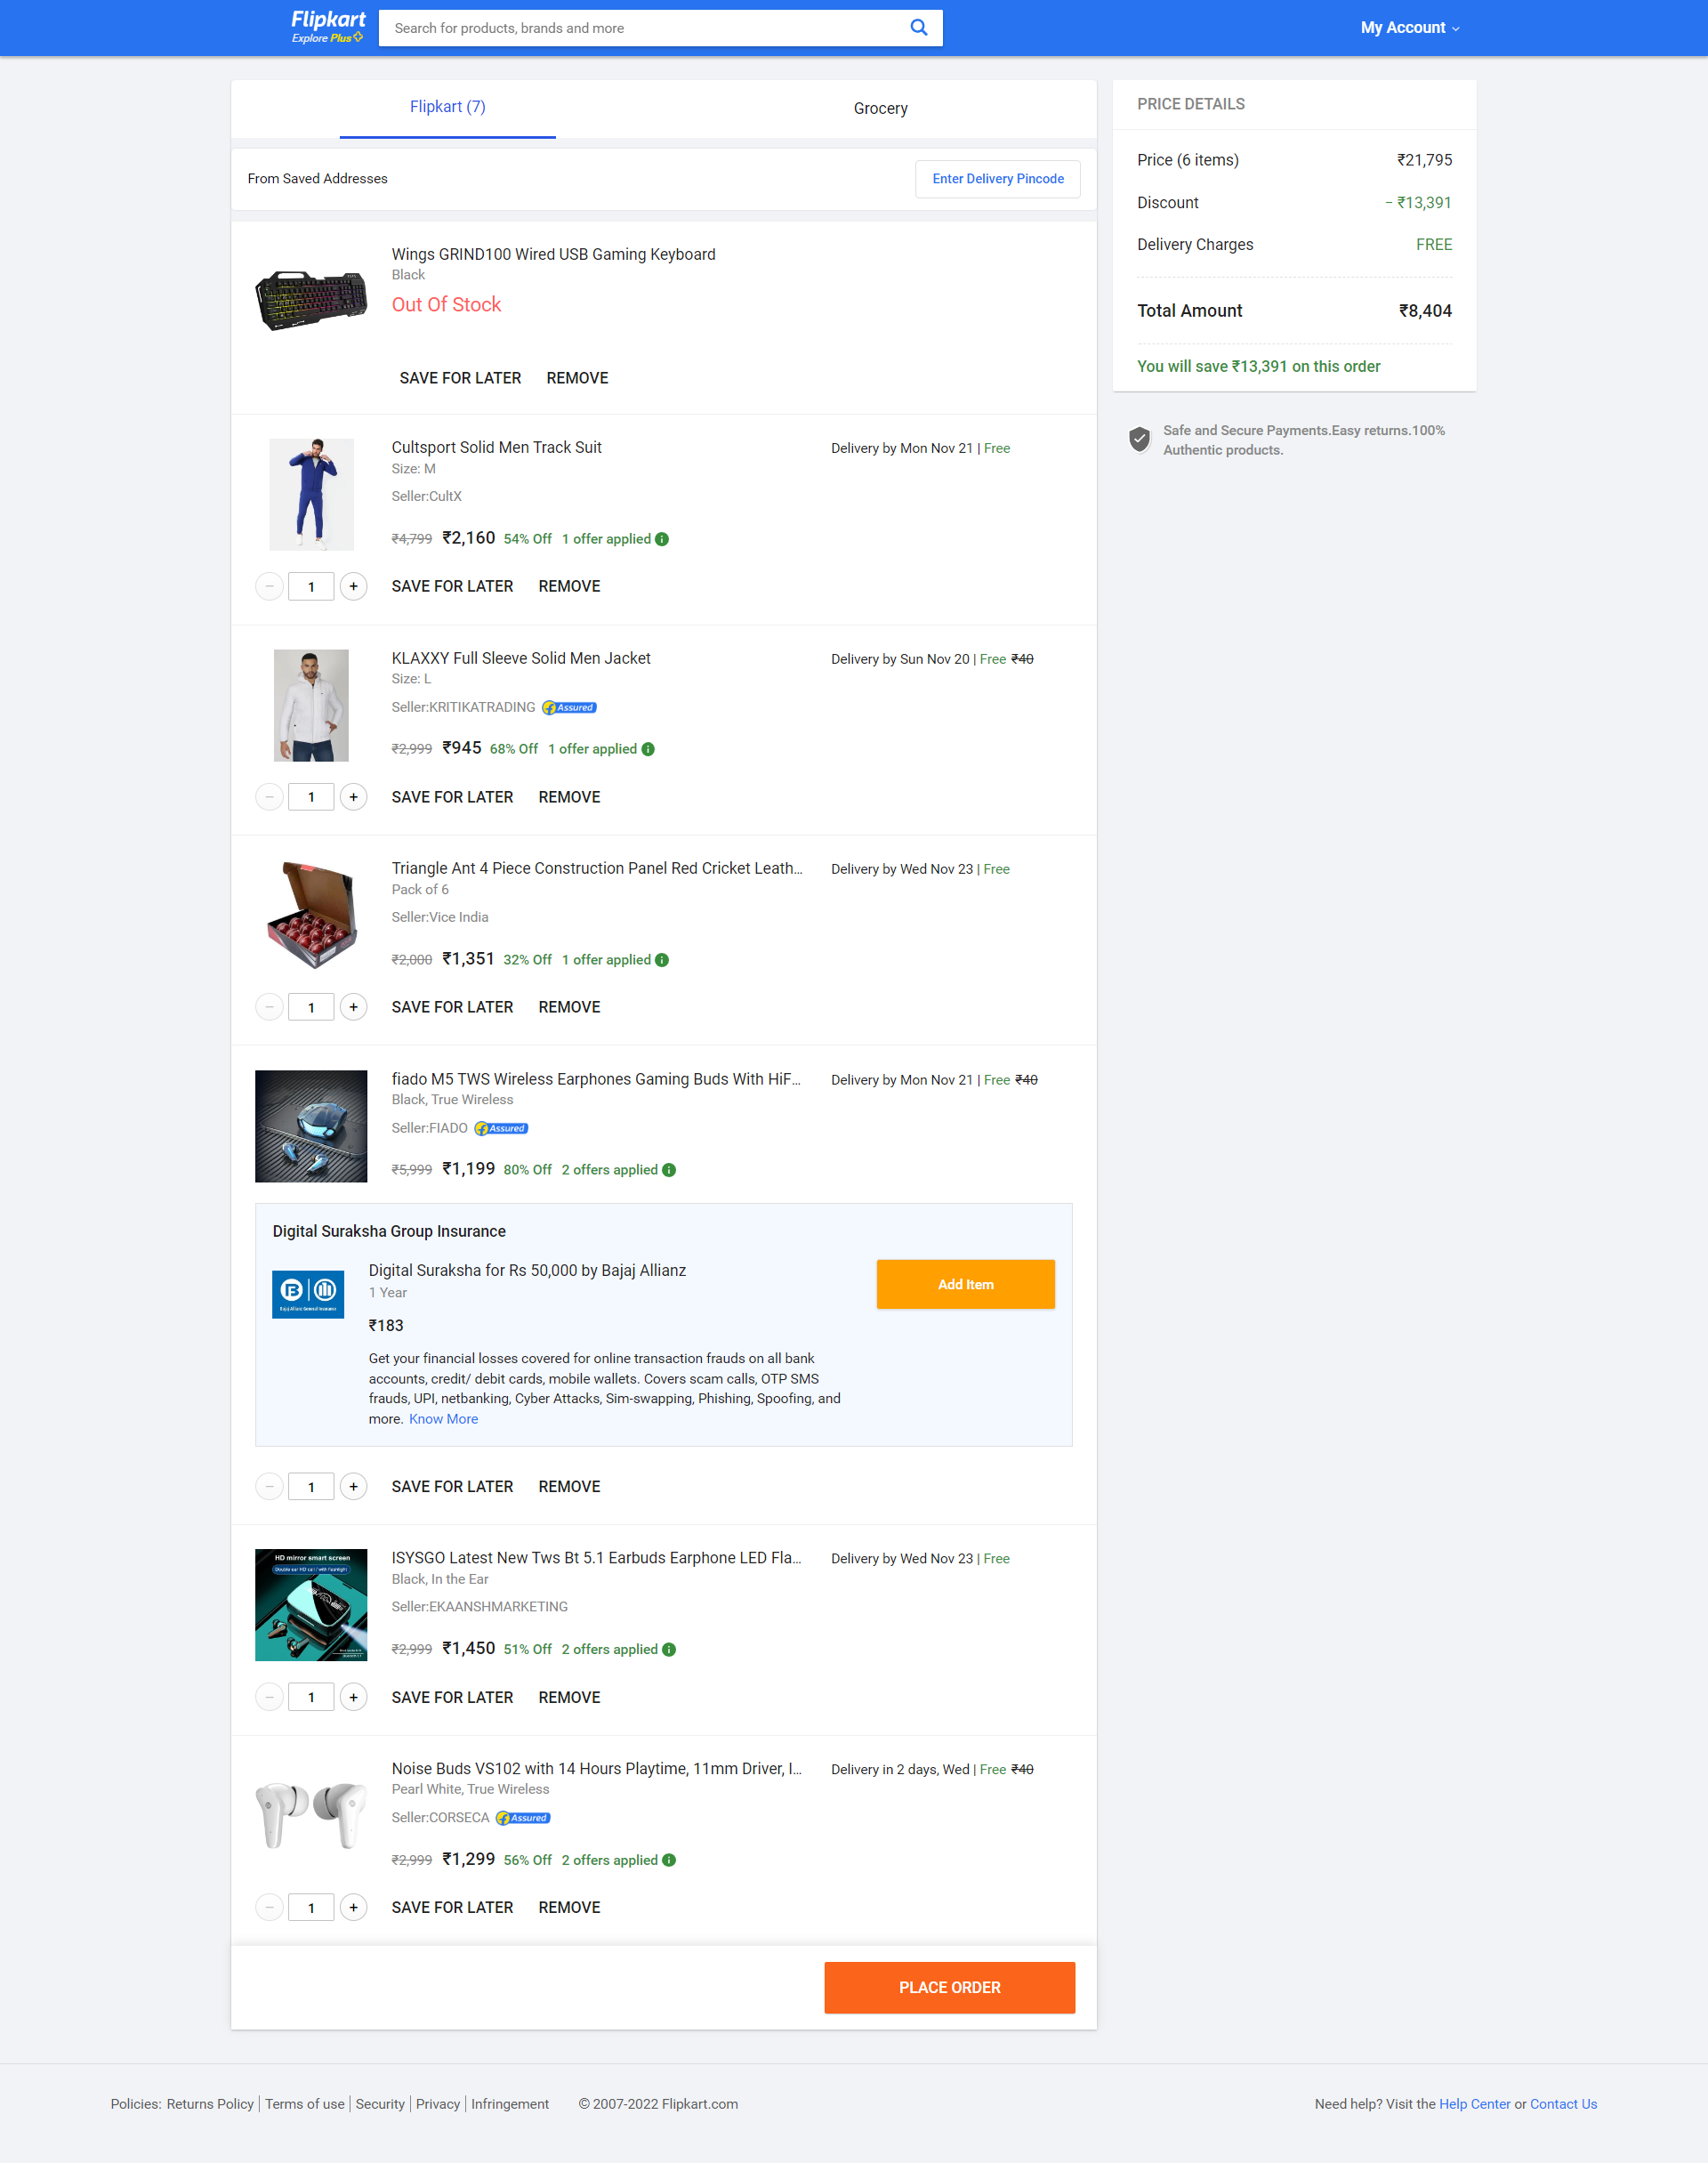 Flipkart
Explore Plus
Search for products, brands and more
My Account
Flipkart (7)
Grocery
From Saved Addresses
Enter Delivery Pincode
Wings GRIND100 Wired USB Gaming Keyboard
Black
Out Of Stock
SAVE FOR LATER REMOVE
Cultsport Solid Men Track Suit
Size: M
Seller:CultX
₹4,799 ₹2,160 54% Off 1 offer applied
Delivery by Mon Nov 21 | Free
1 SAVE FOR LATER REMOVE
KLAXXY Full Sleeve Solid Men Jacket
Size: L
Seller:KRITIKATRADING Assured
₹2,999 ₹945 68% Off 1 offer applied
Delivery by Sun Nov 20 | Free ₹40
1 SAVE FOR LATER REMOVE
Triangle Ant 4 Piece Construction Panel Red Cricket Leath...
Pack of 6
Seller:Vice India
₹2,000 ₹1,351 32% Off 1 offer applied
Delivery by Wed Nov 23 | Free
1 SAVE FOR LATER REMOVE
fiado M5 TWS Wireless Earphones Gaming Buds With HiF...
Black, True Wireless
Seller:FIADO Assured
₹5,999 ₹1,199 80% Off 2 offers applied
Delivery by Mon Nov 21 | Free ₹40
Digital Suraksha Group Insurance
Bajaj Allianz General Insurance
Digital Suraksha for Rs 50,000 by Bajaj Allianz
1 Year
₹183
Get your financial losses covered for online transaction frauds on all bank
accounts, credit/ debit cards, mobile wallets. Covers scam calls, OTP SMS
frauds, UPI, netbanking, Cyber Attacks, Sim-swapping, Phishing, Spoofing, and
more. Know More
Add Item
1 SAVE FOR LATER REMOVE
HD mirror smart screen
ISYSGO Latest New Tws Bt 5.1 Earbuds Earphone LED Fla...
Black, In the Ear
Seller:EKAANSHMARKETING
₹2,999 ₹1,450 51% Off 2 offers applied
Delivery by Wed Nov 23 | Free
1 SAVE FOR LATER REMOVE
Noise Buds VS102 with 14 Hours Playtime, 11mm Driver, I...
Pearl White, True Wireless
Seller:CORSECA Assured
₹2,999 ₹1,299 56% Off 2 offers applied
Delivery in 2 days, Wed | Free ₹40
1 SAVE FOR LATER REMOVE
PLACE ORDER
PRICE DETAILS
Price (6 items) ₹21,795
Discount − ₹13,391
Delivery Charges FREE
Total Amount ₹8,404
You will save ₹13,391 on this order
Safe and Secure Payments.Easy returns.100%
Authentic products.
Policies: Returns Policy | Terms of use | Security | Privacy | Infringement © 2007-2022 Flipkart.com
Need help? Visit the Help Center or Contact Us